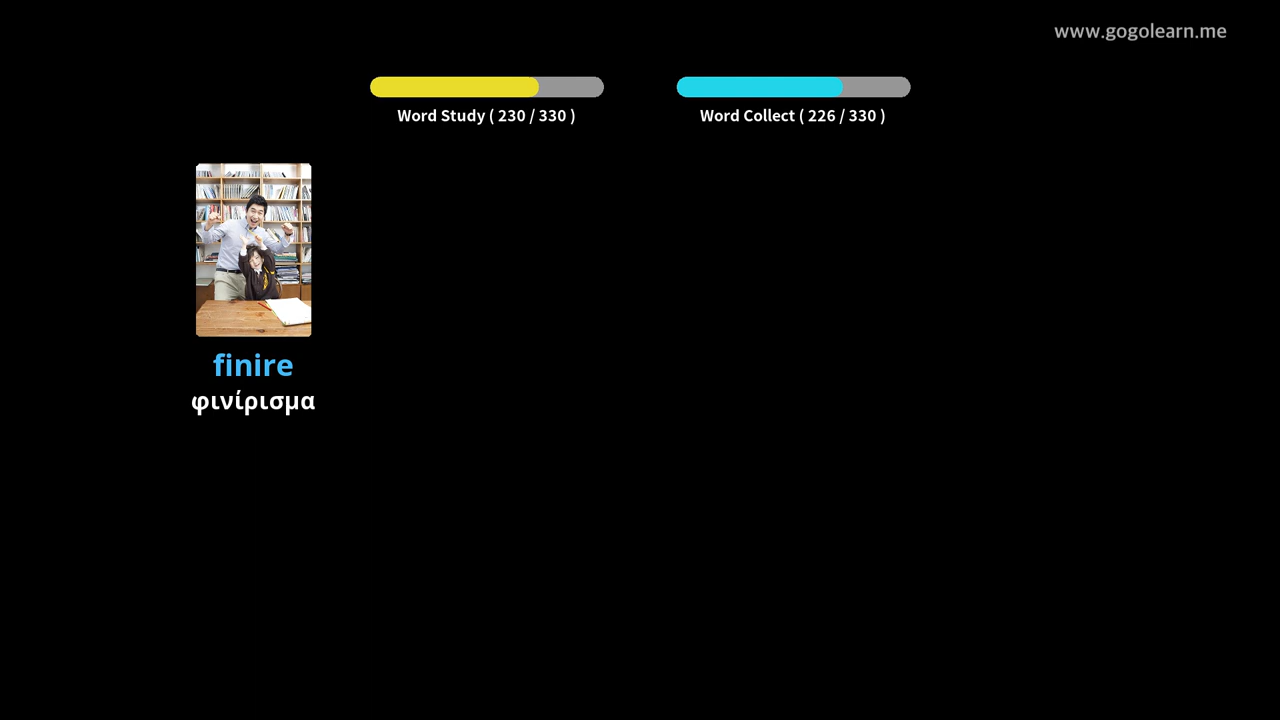 www.gogolearn.me
Word Study ( 230 / 330 )
Word Collect ( 226 / 330 )
finire
φινίρισμα